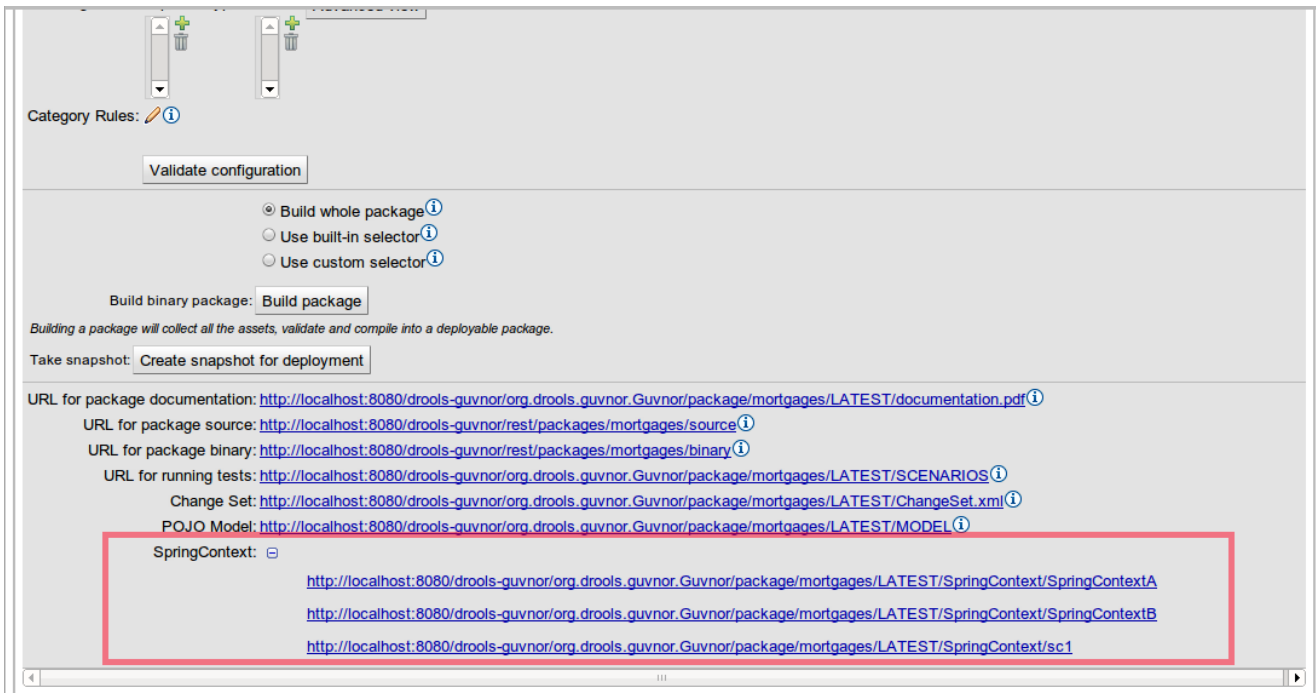 Category Rules:
Validate configuration
Build whole package
Use built-in selector
Use custom selector
Build binary package: Build package
Building a package will collect all the assets, validate and compile into a deployable package.
Take snapshot: Create snapshot for deployment
URL for package documentation: http://localhost:8080/drools-guvnor/org.drools.guvnor.Guvnor/package/mortgages/LATEST/documentation.pdf
URL for package source: http://localhost:8080/drools-guvnor/rest/packages/mortgages/source
URL for package binary: http://localhost:8080/drools-guvnor/rest/packages/mortgages/binary
URL for running tests: http://localhost:8080/drools-guvnor/org.drools.guvnor.Guvnor/package/mortgages/LATEST/SCENARIOS
Change Set: http://localhost:8080/drools-guvnor/org.drools.guvnor.Guvnor/package/mortgages/LATEST/ChangeSet.xml
POJO Model: http://localhost:8080/drools-guvnor/org.drools.guvnor.Guvnor/package/mortgages/LATEST/MODEL
SpringContext:
http://localhost:8080/drools-guvnor/org.drools.guvnor.Guvnor/package/mortgages/LATEST/SpringContext/SpringContextA
http://localhost:8080/drools-guvnor/org.drools.guvnor.Guvnor/package/mortgages/LATEST/SpringContext/SpringContextB
http://localhost:8080/drools-guvnor/org.drools.guvnor.Guvnor/package/mortgages/LATEST/SpringContext/sc1